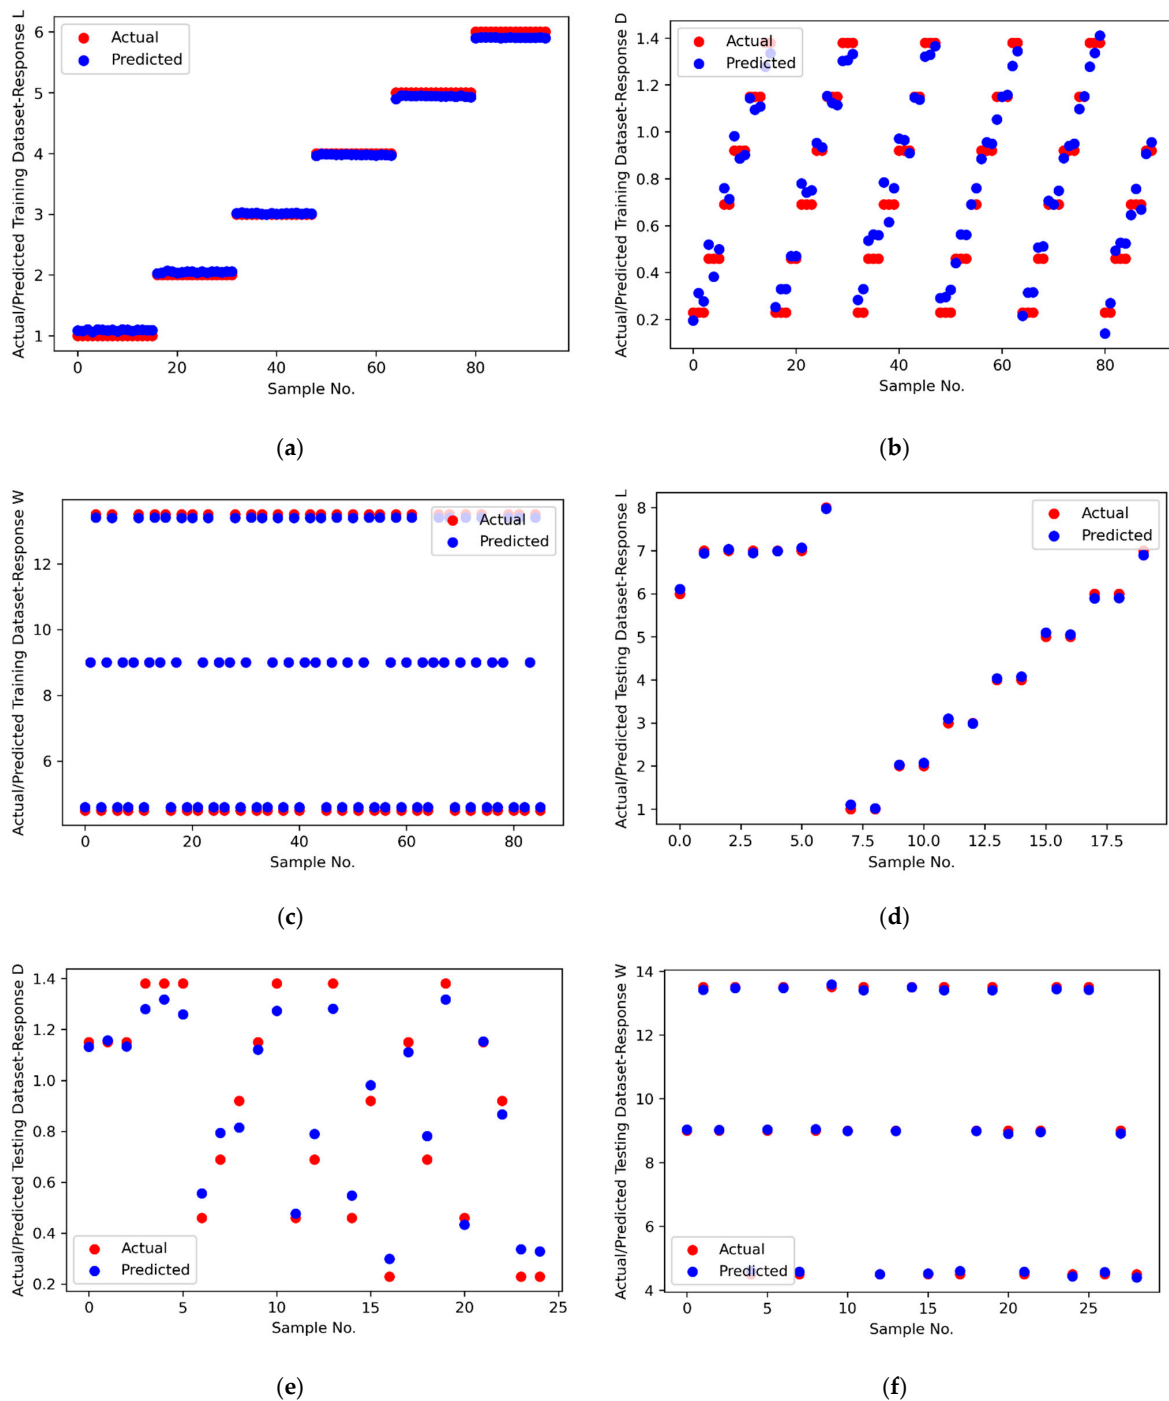 Actual/Predicted Training Dataset-Response L
6
5
4
3
2
1
Actual
Predicted
0
20
40
60
80
Sample No.
(a)
Actual/Predicted Training Dataset-Response D
1.4
1.2
1.0
0.8
0.6
0.4
0.2
Actual
Predicted
0
20
40
60
80
Sample No.
(b)
Actual/Predicted Training Dataset-Response W
12
10
8
6
Actual
Predicted
0
20
40
60
80
Sample No.
(c)
Actual/Predicted Testing Dataset-Response L
8
7
6
5
4
3
2
1
Actual
Predicted
0.0
2.5
5.0
7.5
10.0
12.5
15.0
17.5
Sample No.
(d)
Actual/Predicted Testing Dataset-Response D
1.4
1.2
1.0
0.8
0.6
0.4
0.2
Actual
Predicted
0
5
10
15
20
25
Sample No.
(e)
Actual/Predicted Testing Dataset-Response W
14
12
10
8
6
4
Actual
Predicted
0
5
10
15
20
25
Sample No.
(f)